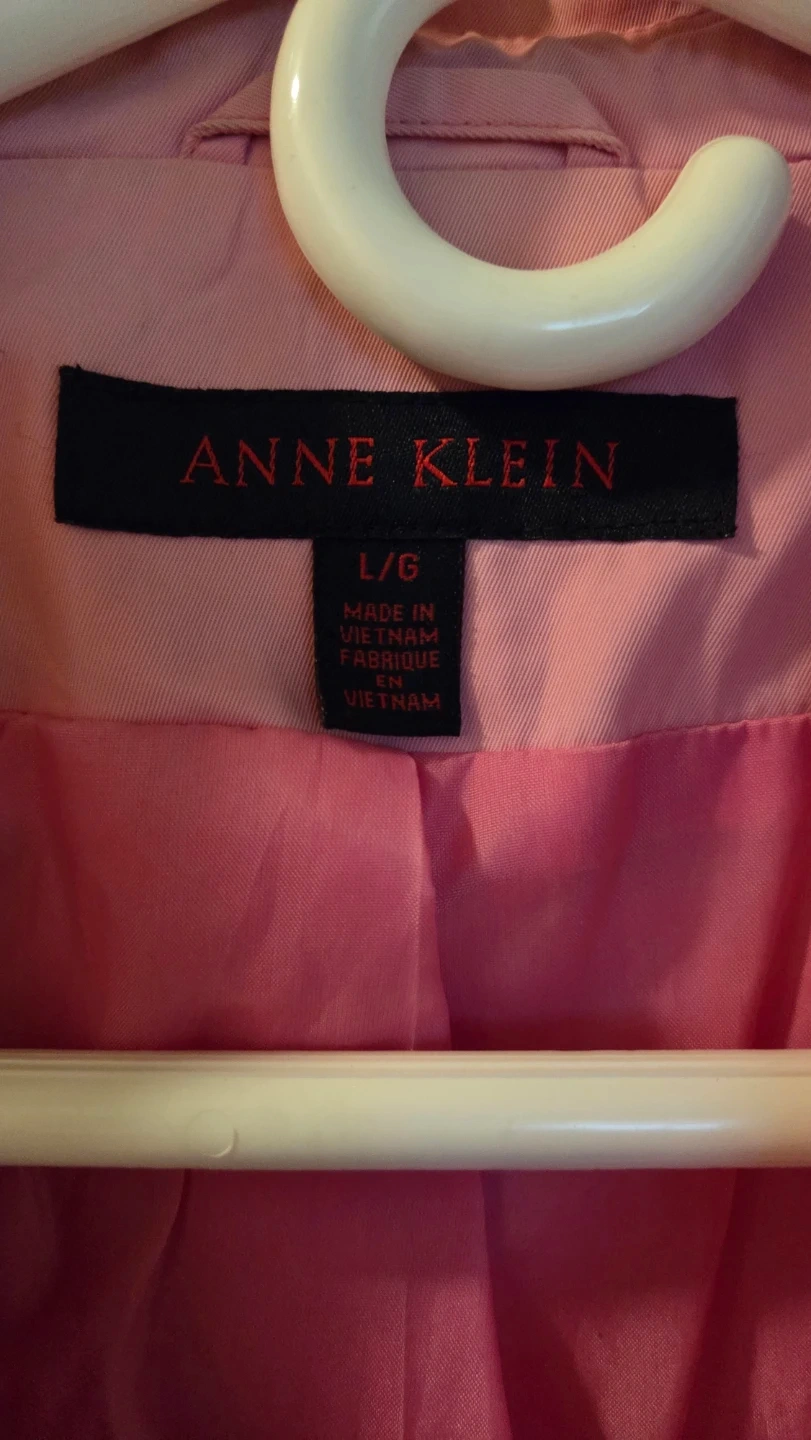 ANNE KLEIN
L/G
MADE IN
VIETNAM
FABRIQUE
EN
VIETNAM